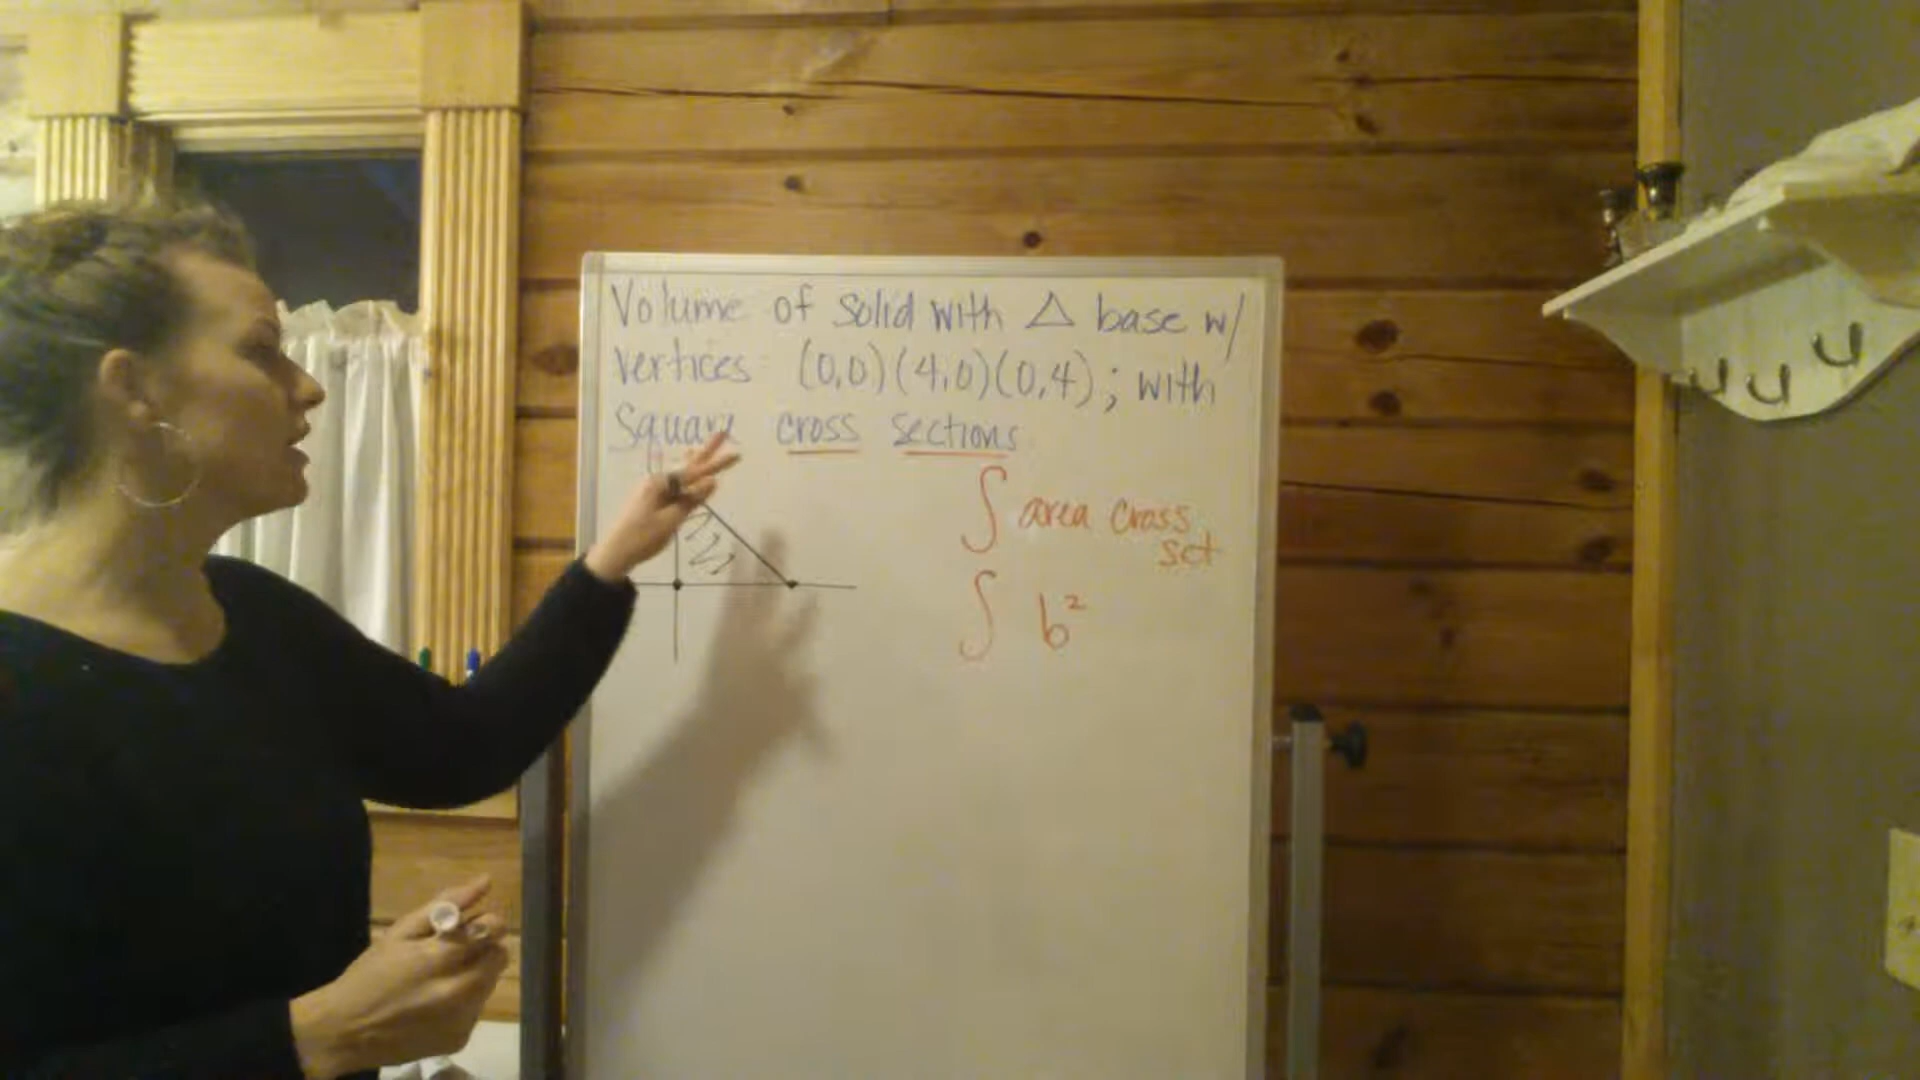 Volume of solid with △ base w/
vertices (0,0)(4,0)(0,4); with
Square cross sections
∫ area cross
sct
∫ b²